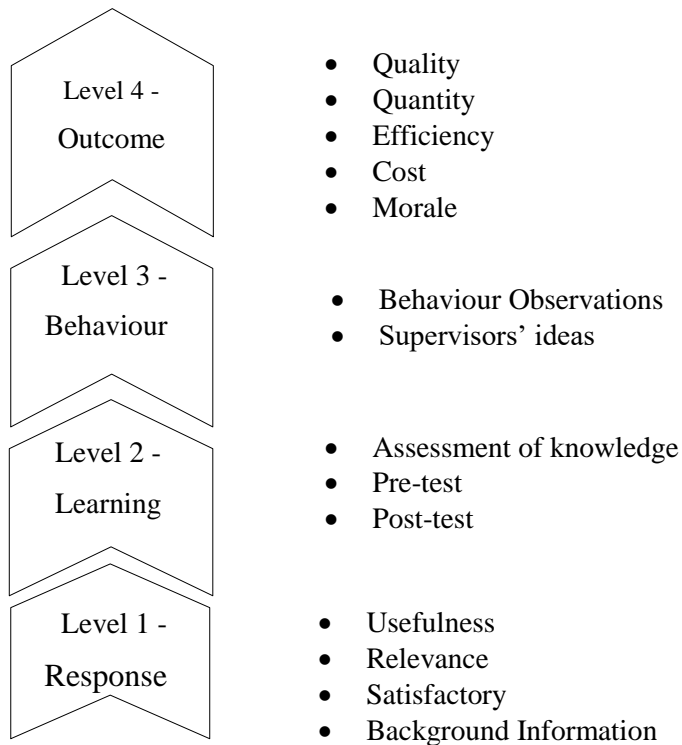 Level 4 -
Outcome
• Quality
• Quantity
• Efficiency
• Cost
• Morale
Level 3 -
Behaviour
• Behaviour Observations
• Supervisors’ ideas
Level 2 -
Learning
• Assessment of knowledge
• Pre-test
• Post-test
Level 1 -
Response
• Usefulness
• Relevance
• Satisfactory
• Background Information